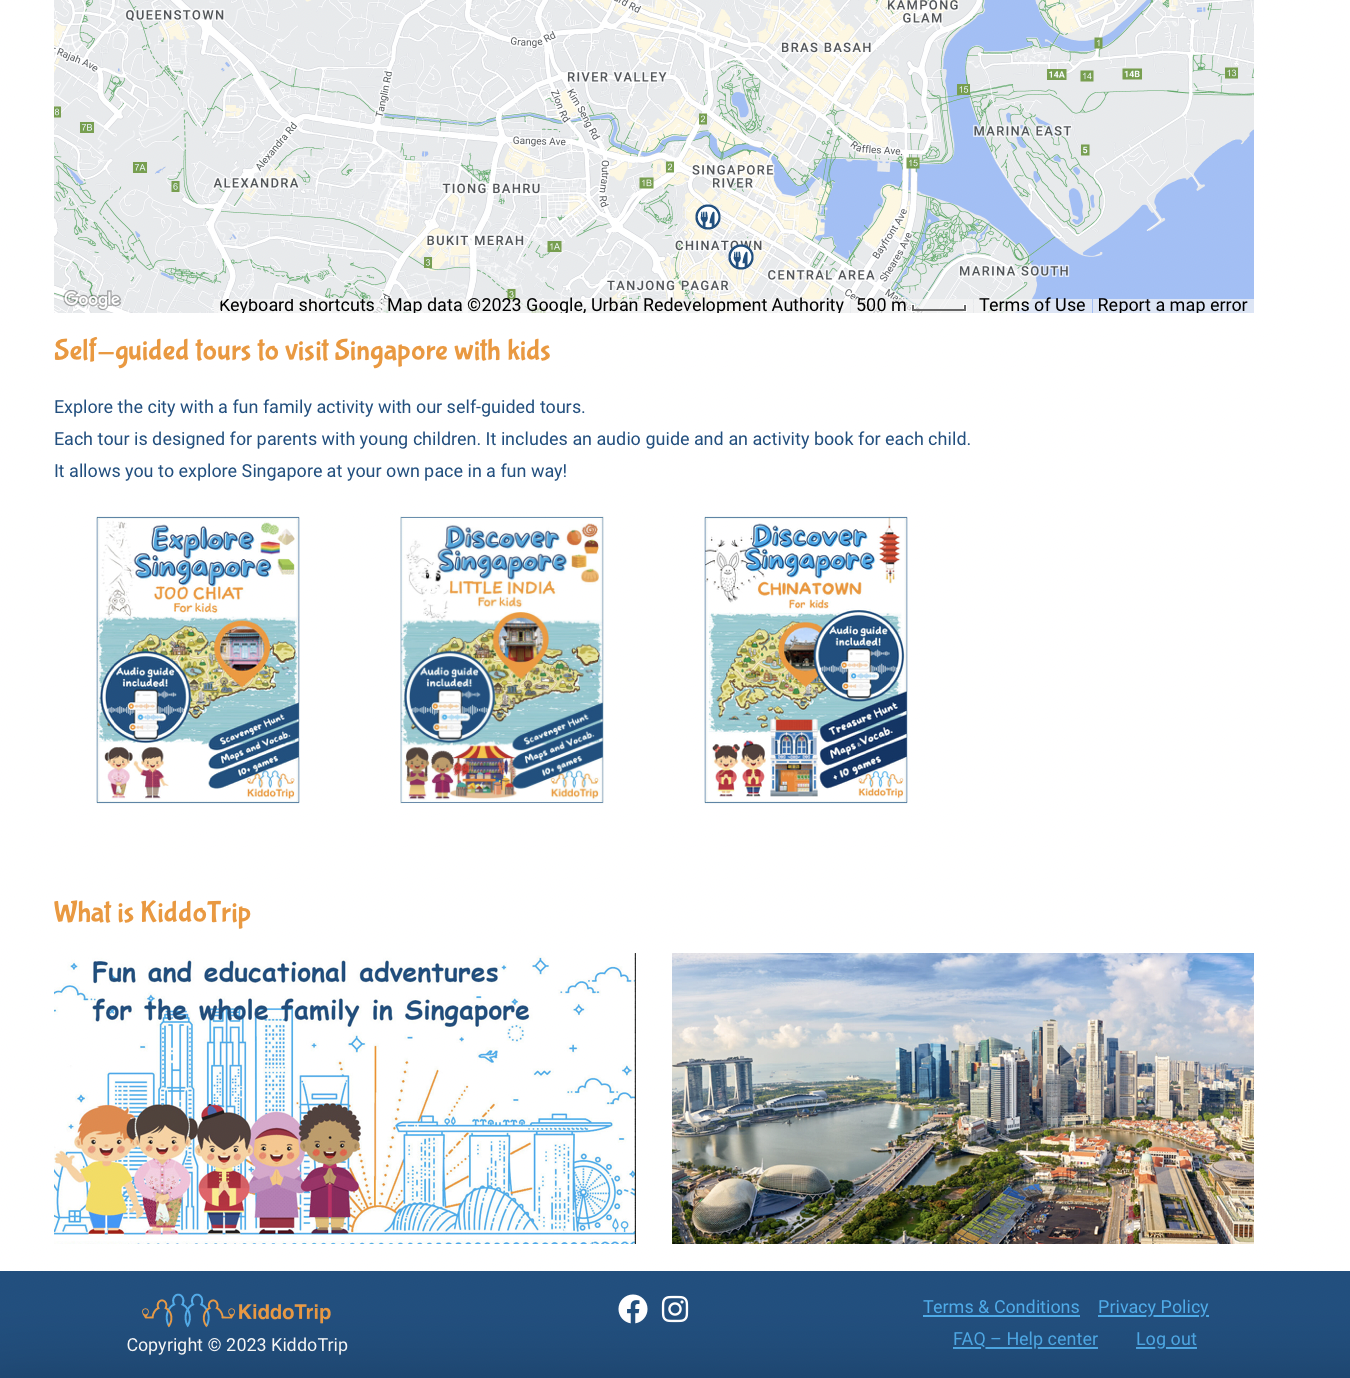 QUEENSTOWN
KAMPONG
GLAM
Grange Rd
BRAS BASAH
1
Rajah Ave
RIVER VALLEY
14A
14
14B
13
Tanglin Rd
Zion Rd
Kim Seng Rd
15
8
7B
2
Alexandra Rd
Ganges Ave
MARINA EAST
Raffles Ave
5
7A
2
15
SINGAPORE
RIVER
6
ALEXANDRA
TIONG BAHRU
Outram Rd
1B
BUKIT MERAH
1A
CHINATOWN
Bayfront Ave
Sheares Ave
3
CENTRAL AREA
MARINA SOUTH
TANJONG PAGAR
3
Google
Keyboard shortcuts Map data ©2023 Google, Urban Redevelopment Authority 500 m Terms of Use Report a map error
Self-guided tours to visit Singapore with kids
Explore the city with a fun family activity with our self-guided tours.
Each tour is designed for parents with young children. It includes an audio guide and an activity book for each child.
It allows you to explore Singapore at your own pace in a fun way!
Explore
Singapore
JOO CHIAT
For kids
Audio guide
included!
Scavenger Hunt
Maps and Vocab.
10+ games
KiddoTrip
Discover
Singapore
LITTLE INDIA
For kids
Audio guide
included!
Scavenger Hunt
Maps and Vocab.
10+ games
KiddoTrip
Discover
Singapore
CHINATOWN
For kids
Audio guide
included!
Treasure Hunt
Maps + Vocab.
+ 10 games
KiddoTrip
What is KiddoTrip
Fun and educational adventures
for the whole family in Singapore
KiddoTrip
Copyright © 2023 KiddoTrip
Terms & Conditions Privacy Policy
FAQ – Help center Log out